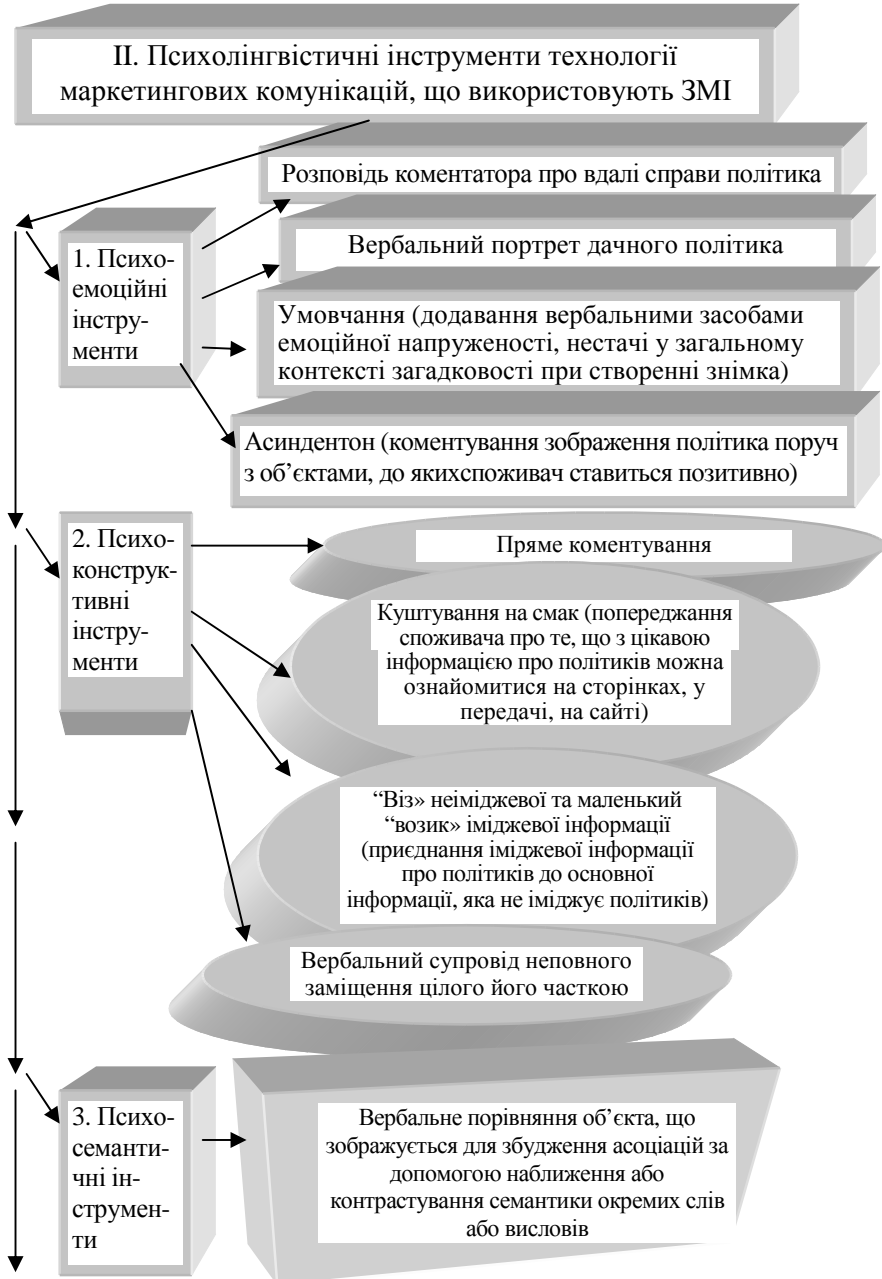 II. Психолінгвістичні інструменти технології
маркетингових комунікацій, що використовують ЗМІ
Розповідь коментатора про вдалі справи політика
1. Психо-
емоційні
інстру-
менти
Вербальний портрет дачного політика
Умовчання (додавання вербальними засобами
емоційної напруженості, нестачі у загальному
контексті загадковості при створенні знімка)
Асиндентон (коментування зображення політика поруч
з об’єктами, до якихспоживач ставиться позитивно)
2. Психо-
конструк-
тивні
інстру-
менти
Пряме коментування
Куштування на смак (попереджання
споживача про те, що з цікавою
інформацією про політиків можна
ознайомитися на сторінках, у
передачі, на сайті)
“Віз» неіміджевої та маленький
“возик» іміджевої інформації
(приєднання іміджевої інформації
про політиків до основної
інформації, яка не іміджує політиків)
Вербальний супровід неповного
заміщення цілого його часткою
3. Психо-
семанти-
чні ін-
струмен-
ти
Вербальне порівняння об’єкта, що
зображується для збудження асоціацій за
допомогою наближення або
контрастування семантики окремих слів
або висловів